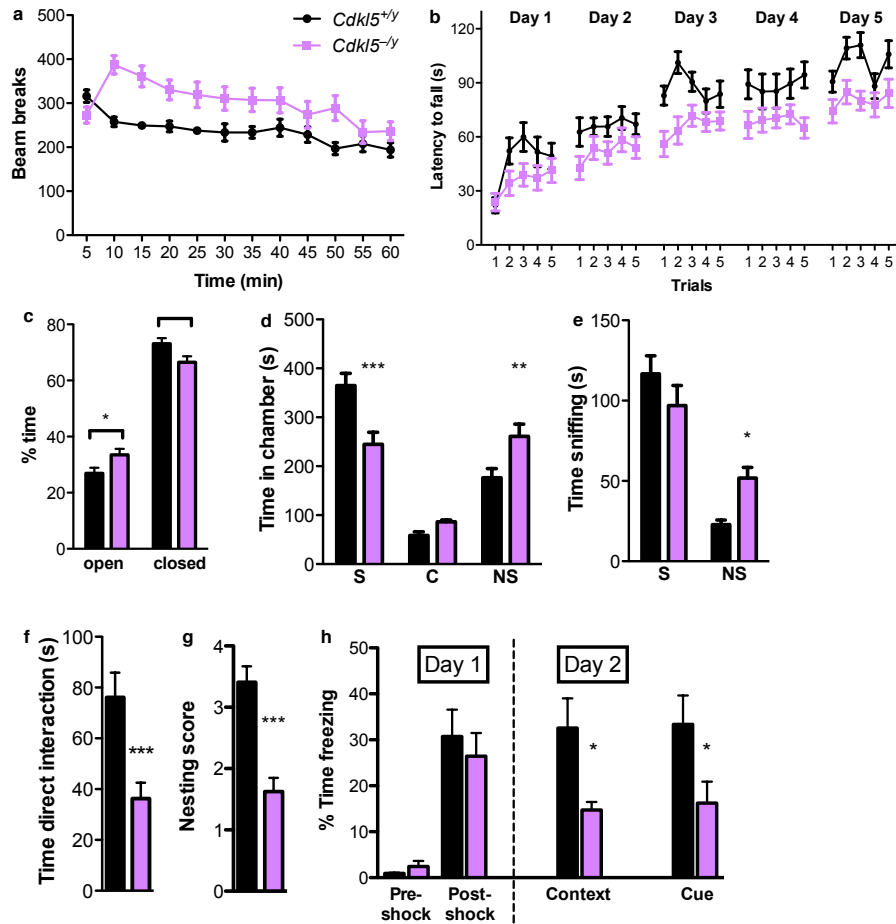 a
Cdkl5+/y
Cdkl5–/y
500
400
300
200
100
0
Beam breaks
5 10 15 20 25 30 35 40 45 50 55 60
Time (min)
b
Day 1 Day 2 Day 3 Day 4 Day 5
120
90
60
30
0
Latency to fall (s)
1 2 3 4 5 1 2 3 4 5 1 2 3 4 5 1 2 3 4 5 1 2 3 4 5
Trials
c
80
60
40
20
0
% time
*
open closed
d
500
400
300
200
100
0
Time in chamber (s)
*** **
S C NS
e
150
100
50
0
Time sniffing (s)
*
S NS
f
100
80
60
40
20
0
Time direct interaction (s)
***
g
4
3
2
1
0
Nesting score
***
h
50
40
30
20
10
0
% Time freezing
Day 1 Day 2
* *
Pre-
shock
Post-
shock
Context Cue